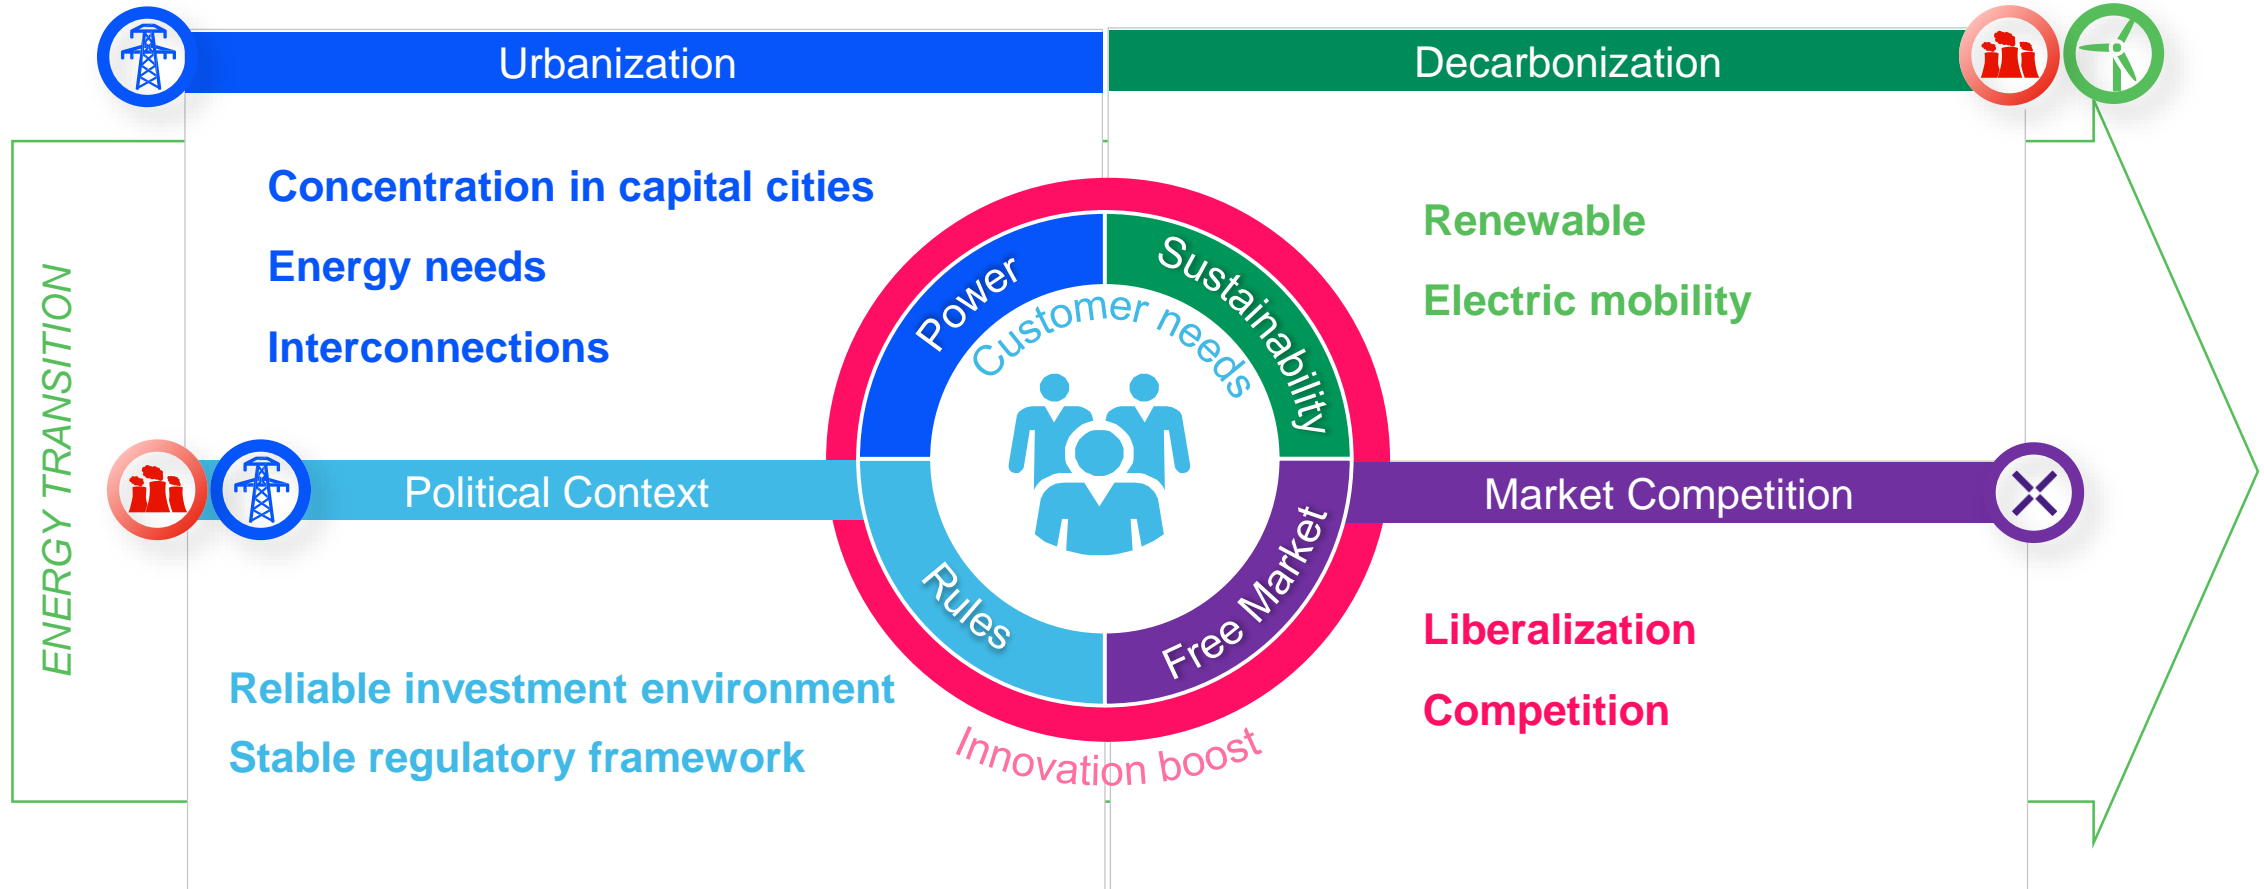 Urbanization
Decarbonization
ENERGY TRANSITION
Concentration in capital cities
Energy needs
Interconnections
Renewable
Electric mobility
Power
Sustainability
Customer needs
Political Context
Market Competition
Rules
Free Market
Reliable investment environment
Stable regulatory framework
Liberalization
Competition
Innovation boost